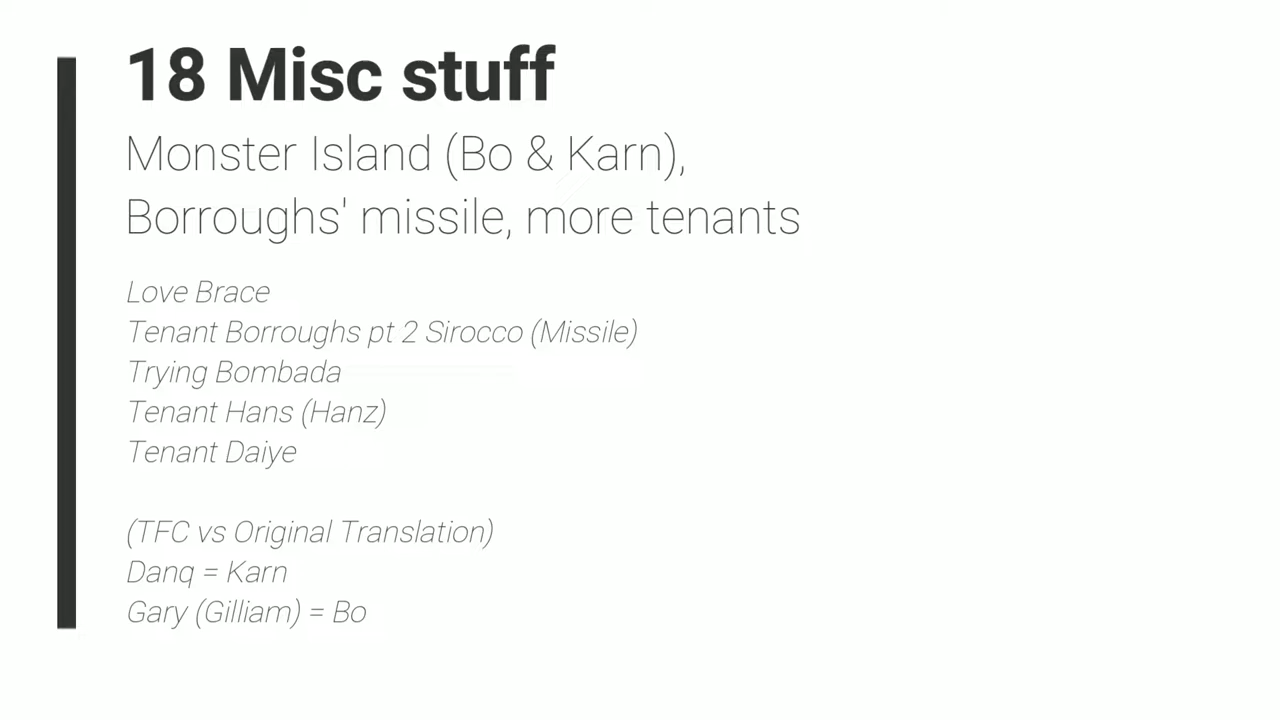 18 Misc stuff
Monster Island (Bo & Karn),
Borroughs' missile, more tenants
Love Brace
Tenant Borroughs pt 2 Sirocco (Missile)
Trying Bombada
Tenant Hans (Hanz)
Tenant Daiye
(TFC vs Original Translation)
Danq = Karn
Gary (Gilliam) = Bo